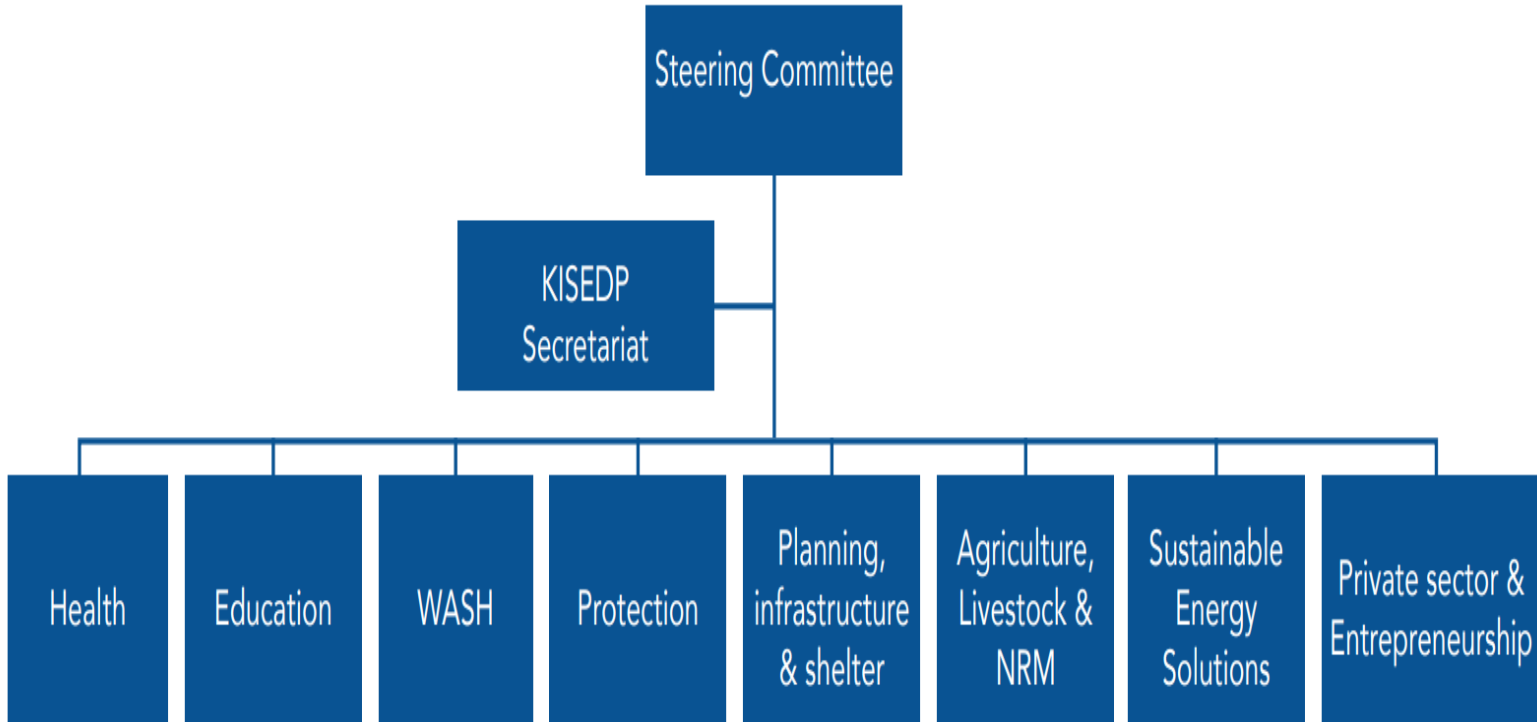 Steering Committee
KISEDP
Secretariat
Health
Education
WASH
Protection
Planning,
infrastructure
& shelter
Agriculture,
Livestock &
NRM
Sustainable
Energy
Solutions
Private sector &
Entrepreneurship